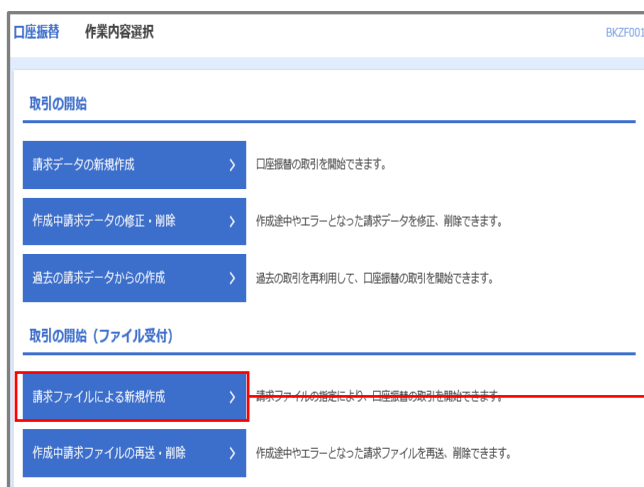 口座振替 作業内容選択 BKZF001
取引の開始
請求データの新規作成 口座振替の取引を開始できます。
作成中請求データの修正・削除 作成途中やエラーとなった請求データを修正、削除できます。
過去の請求データからの作成 過去の取引を再利用して、口座振替の取引を開始できます。
取引の開始（ファイル受付）
請求ファイルによる新規作成 請求ファイルの指定により、口座振替の取引を開始できます。
作成中請求ファイルの再送・削除 作成途中やエラーとなった請求ファイルを再送、削除できます。